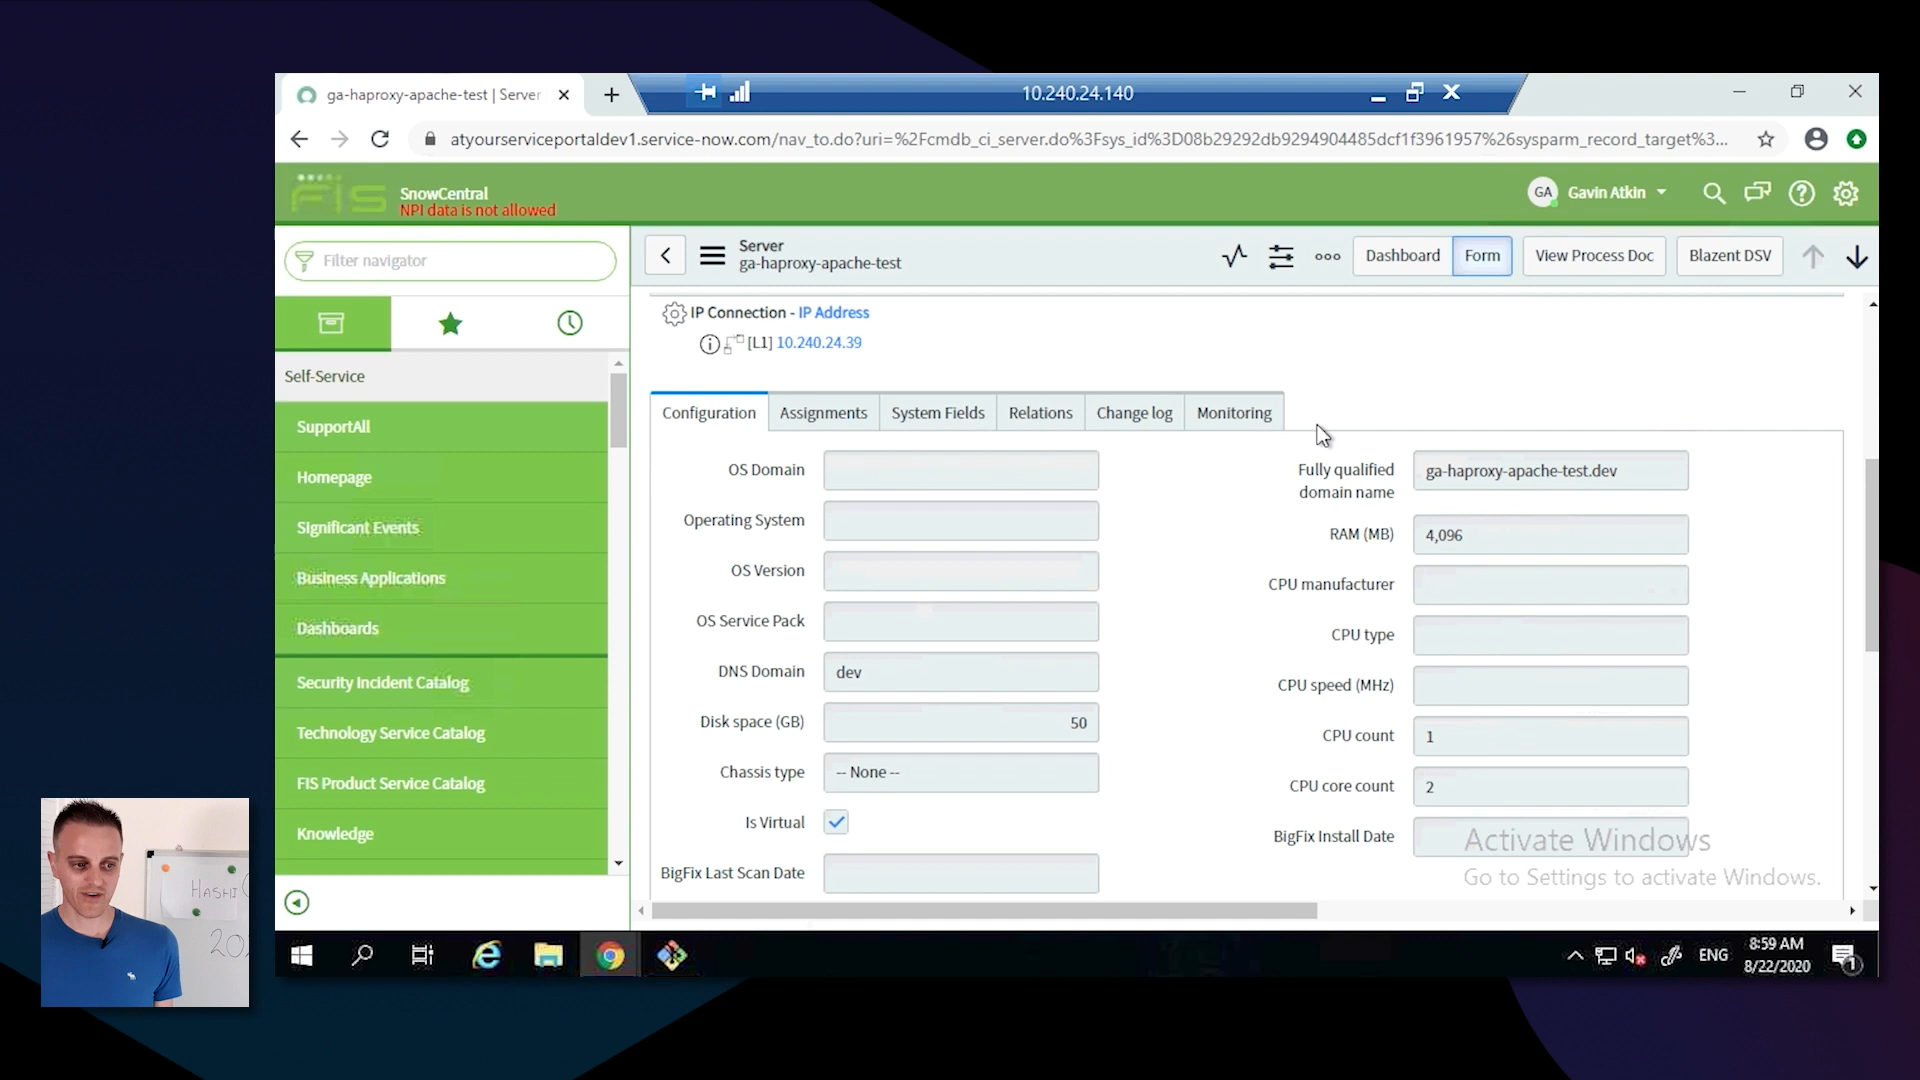 ga-haproxy-apache-test | Server
10.240.24.140
atyourserviceportaldev1.service-now.com/nav_to.do?uri=%2Fcmdb_ci_server.do%3Fsys_id%3D08b29292db9294904485dcf1f3961957%26sysparm_record_target%3...
FIS
SnowCentral
NPI data is not allowed
GA
Gavin Atkin
Filter navigator
Server
ga-haproxy-apache-test
Dashboard
Form
View Process Doc
Blazent DSV
Self-Service
SupportAll
Homepage
Significant Events
Business Applications
Dashboards
Security Incident Catalog
Technology Service Catalog
FIS Product Service Catalog
Knowledge
IP Connection - IP Address
[L1] 10.240.24.39
Configuration
Assignments
System Fields
Relations
Change log
Monitoring
OS Domain
Operating System
OS Version
OS Service Pack
DNS Domain
dev
Disk space (GB)
50
Chassis type
-- None --
Is Virtual
BigFix Last Scan Date
Fully qualified
domain name
ga-haproxy-apache-test.dev
RAM (MB)
4,096
CPU manufacturer
CPU type
CPU speed (MHz)
CPU count
1
CPU core count
2
BigFix Install Date
Activate Windows
Go to Settings to activate Windows.
ENG
8:59 AM
8/22/2020
1
HASHI